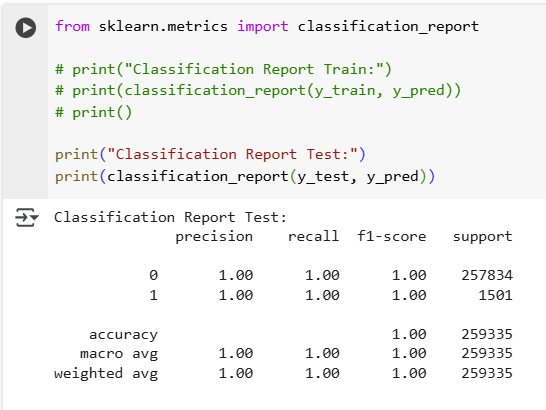 from sklearn.metrics import classification_report
# print("Classification Report Train:")
# print(classification_report(y_train, y_pred))
# print()
print("Classification Report Test:")
print(classification_report(y_test, y_pred))
Classification Report Test:
precision recall f1-score support
0 1.00 1.00 1.00 257834
1 1.00 1.00 1.00 1501
accuracy 1.00 259335
macro avg 1.00 1.00 1.00 259335
weighted avg 1.00 1.00 1.00 259335